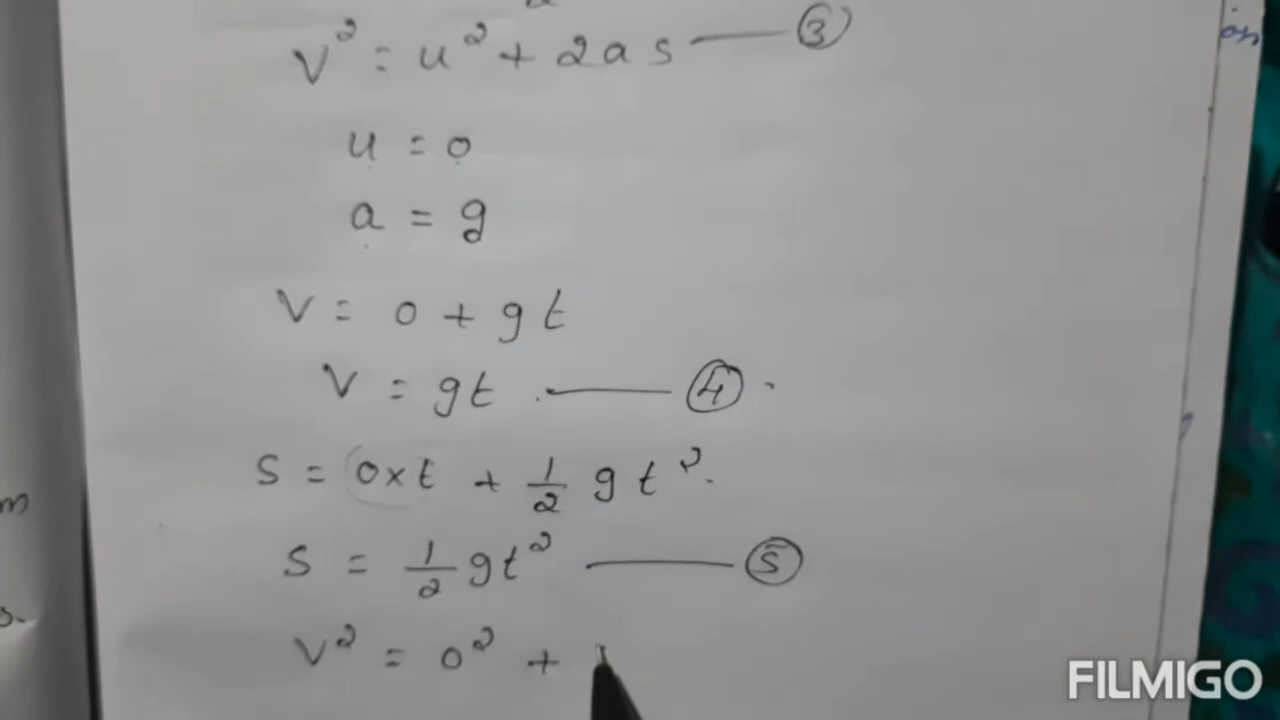 v² = u² + 2as —— ③
u = 0
a = g
v = 0 + gt
v = gt —— ④
s = 0×t + 1/2 gt²
s = 1/2 gt² —— ⑤
v² = 0² +
m
s.
FILMIGO